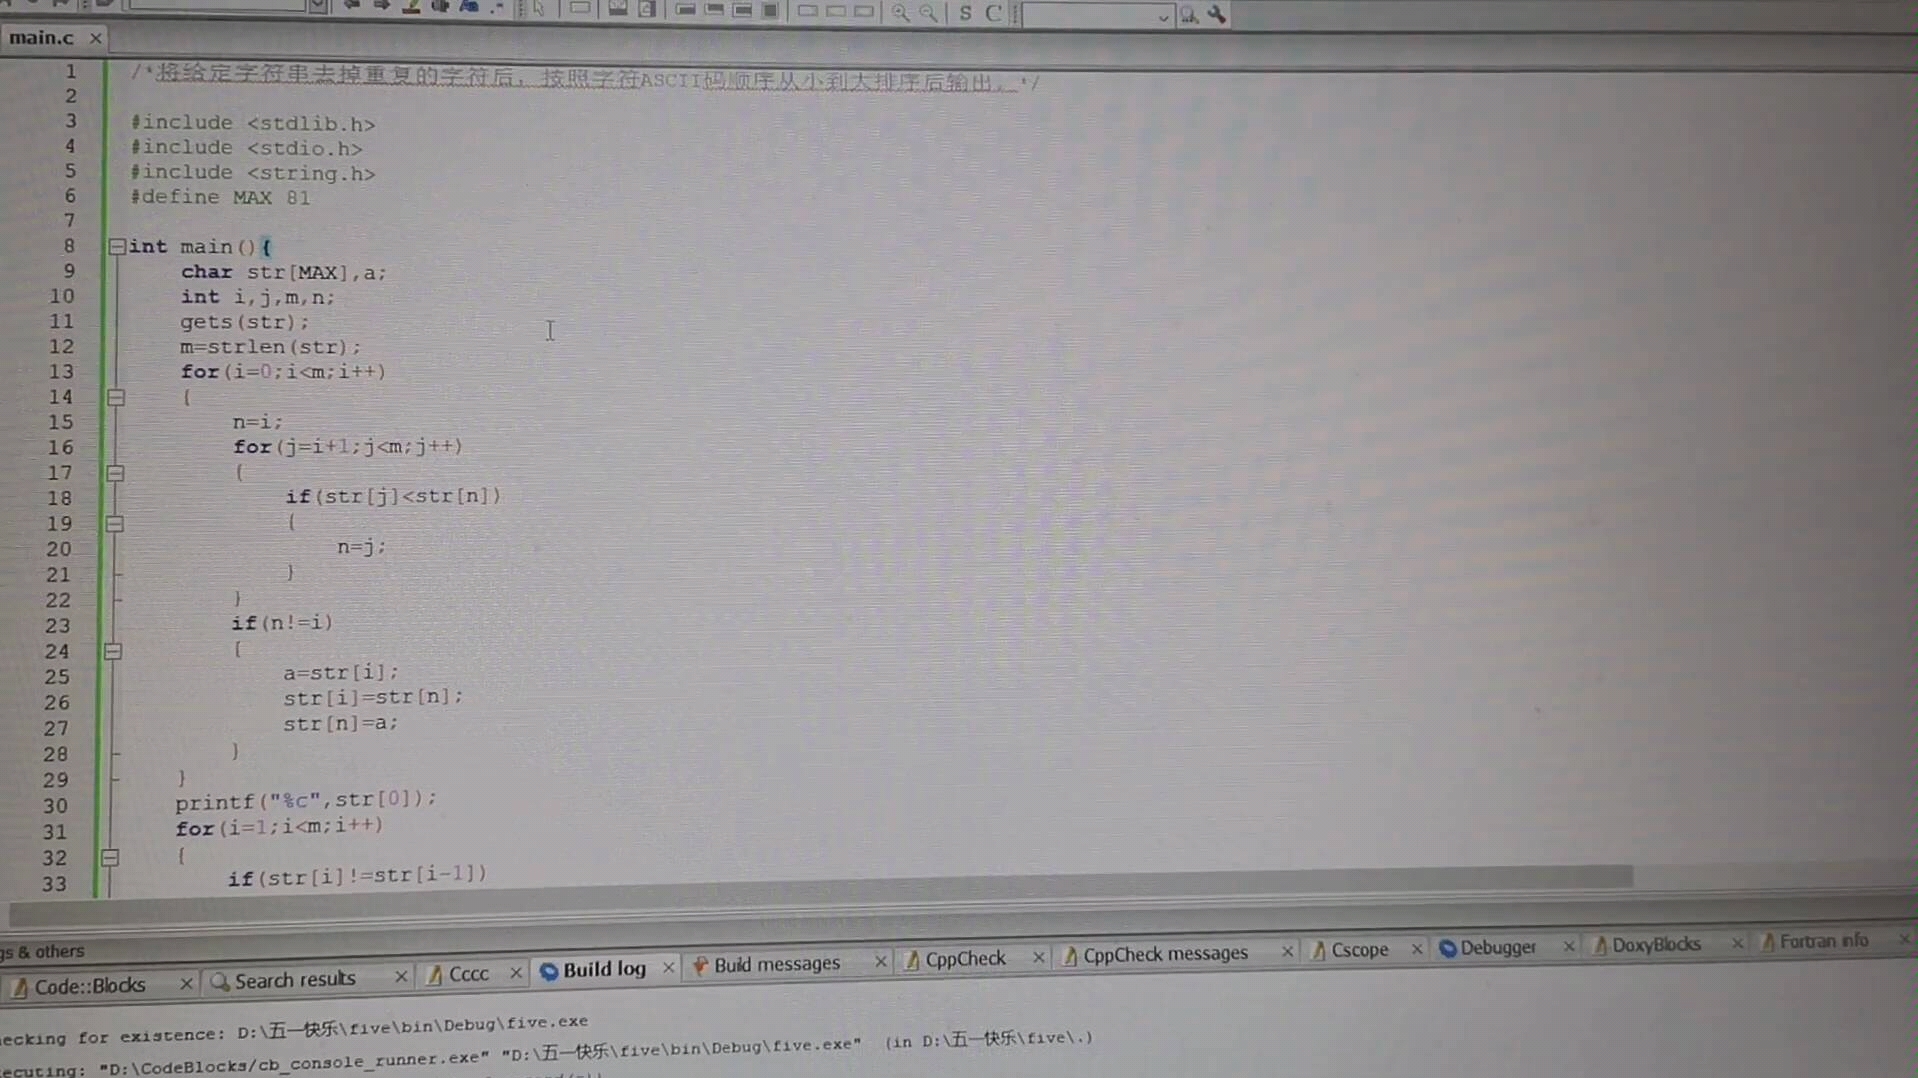 S C
main.c
1 /*将给定字符串去掉重复的字符后，按照字符ASCII码顺序从小到大排序后输出。*/
2
3 #include <stdlib.h>
4 #include <stdio.h>
5 #include <string.h>
6 #define MAX 81
7
8 int main(){
9 char str[MAX],a;
10 int i,j,m,n;
11 gets(str);
12 m=strlen(str);
13 for(i=0;i<m;i++)
14 {
15 n=i;
16 for(j=i+1;j<m;j++)
17 {
18 if(str[j]<str[n])
19 {
20 n=j;
21 }
22 }
23 if(n!=i)
24 {
25 a=str[i];
26 str[i]=str[n];
27 str[n]=a;
28 }
29 }
30 printf("%c",str[0]);
31 for(i=1;i<m;i++)
32 {
33 if(str[i]!=str[i-1])
gs & others
Code::Blocks Search results Cccc Build log Build messages CppCheck CppCheck messages Cscope Debugger DoxyBlocks Fortran info
ecking for existence: D:\五一快乐\five\bin\Debug\five.exe
ecuting: "D:\CodeBlocks/cb_console_runner.exe" "D:\五一快乐\five\bin\Debug\five.exe" (in D:\五一快乐\five\.)